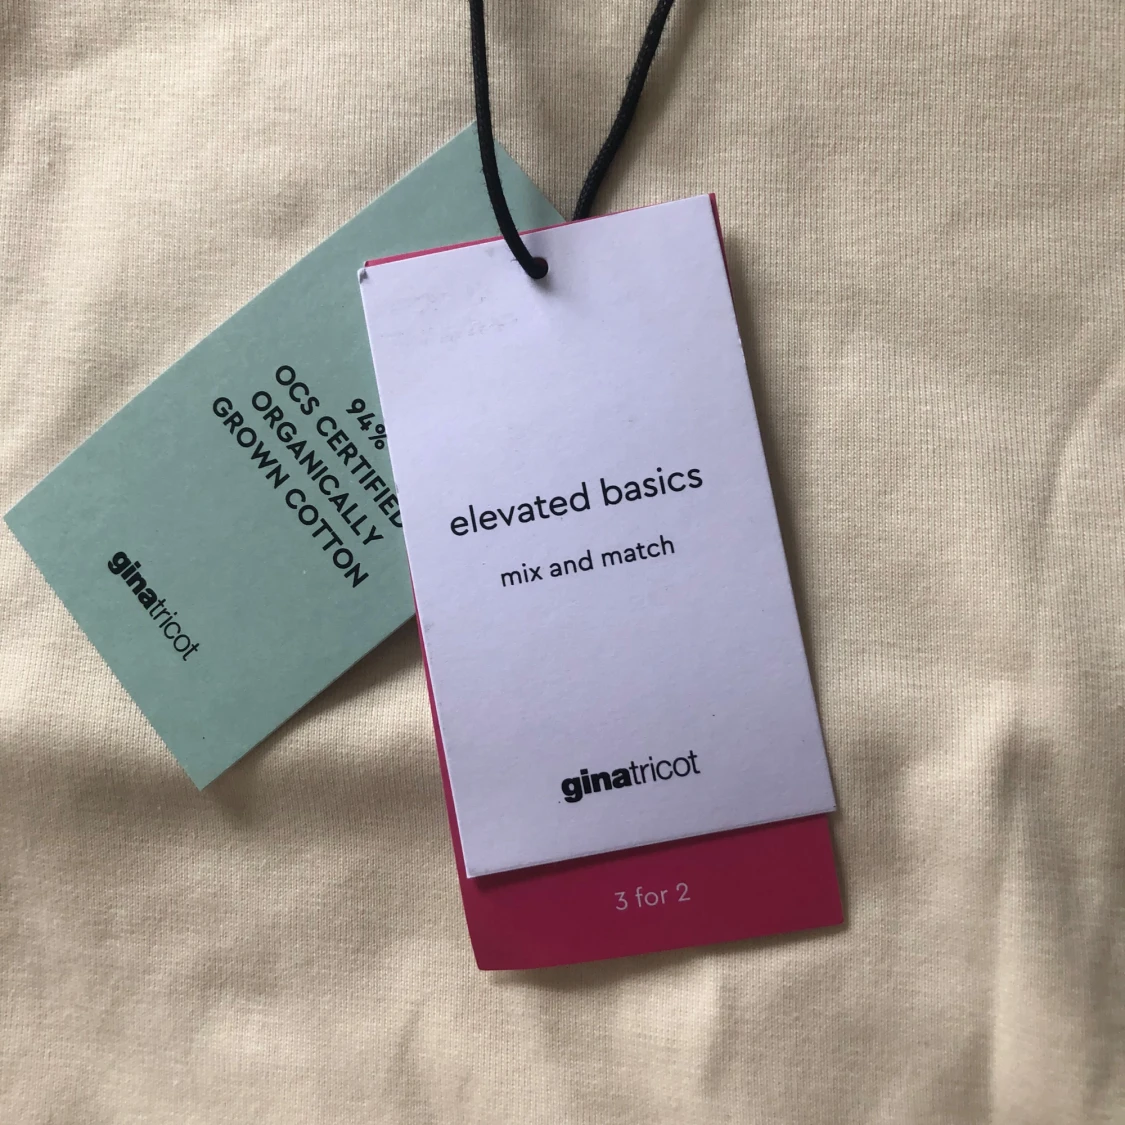 94%
OCS CERTIFIED
ORGANICALLY
GROWN COTTON
ginatricot
elevated basics
mix and match
ginatricot
3 for 2